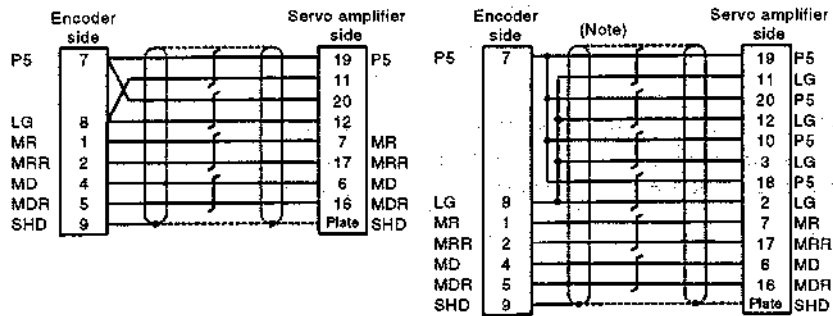 Encoder side
Servo amplifier side
P5 7 19 P5
11
20
LG 8 12
MR 1 7 MR
MRR 2 17 MRR
MD 4 6 MD
MDR 5 16 MDR
SHD 9 Plate
Encoder side
(Note)
Servo amplifier side
P5 7 19 P5
11 LG
20 P5
12 LG
10 P5
3 LG
18 P5
LG 8 2 LG
MR 1 7 MR
MRR 2 17 MRR
MD 4 6 MD
MDR 5 16 MDR
SHD 9 Plate SHD